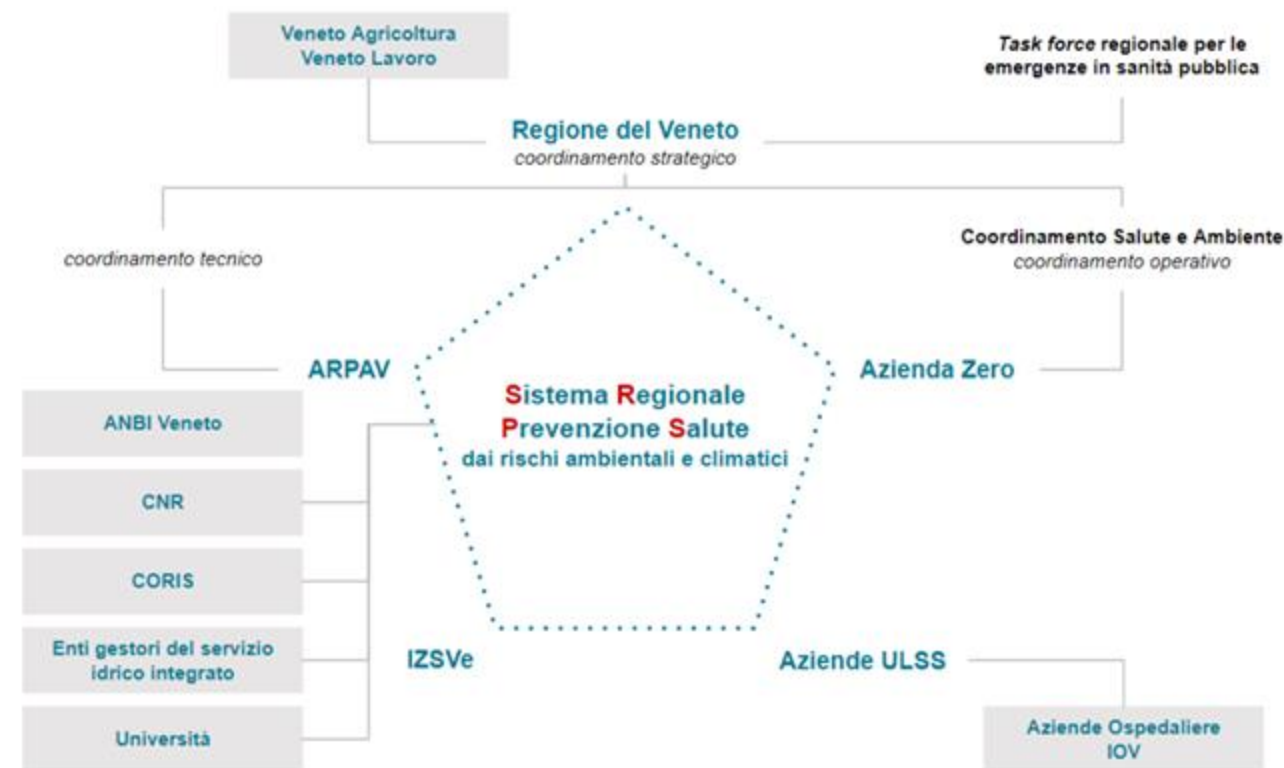 Veneto Agricoltura
Veneto Lavoro
Task force regionale per le
emergenze in sanità pubblica
Regione del Veneto
coordinamento strategico
coordinamento tecnico
Coordinamento Salute e Ambiente
coordinamento operativo
ARPAV
Azienda Zero
Sistema Regionale
Prevenzione Salute
dai rischi ambientali e climatici
ANBI Veneto
CNR
CORIS
Enti gestori del servizio
idrico integrato
Università
IZSVe
Aziende ULSS
Aziende Ospedaliere
IOV